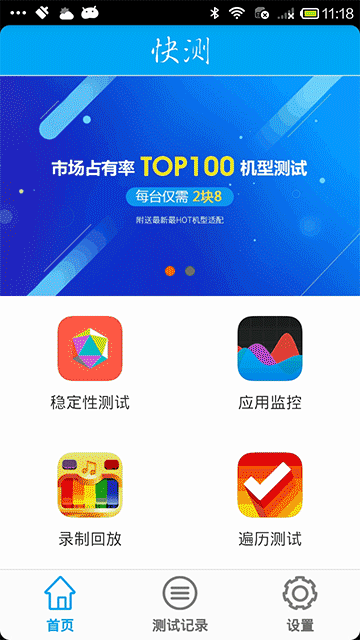 11:18
快测
市场占有率 TOP100 机型测试
每台仅需 2块8
附送最新最HOT机型适配
稳定性测试
应用监控
录制回放
遍历测试
首页
测试记录
设置